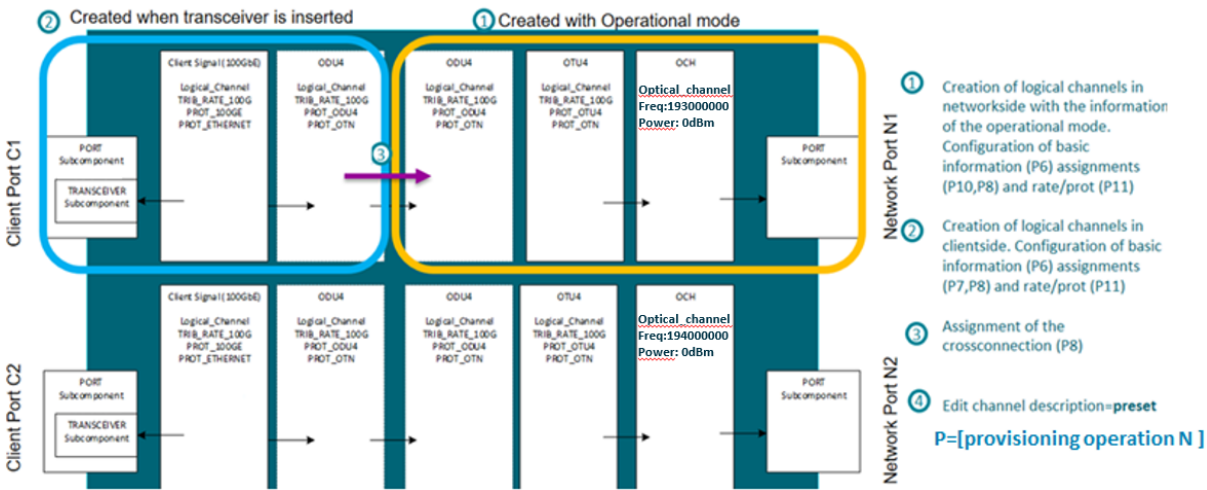 ② Created when transceiver is inserted
① Created with Operational mode
Client Port C1
PORT
Subcomponent
TRANSCEIVER
Subcomponent
Client Signal (100GbE)
Logical_Channel
TRIB_RATE_100G
PROT_100GE
PROT_ETHERNET
ODU4
Logical_Channel
TRIB_RATE_100G
PROT_ODU4
PROT_OTN
③
ODU4
Logical_Channel
TRIB_RATE_100G
PROT_ODU4
PROT_OTN
OTU4
Logical_Channel
TRIB_RATE_100G
PROT_OTU4
PROT_OTN
OCH
Optical_channel
Freq:193000000
Power: 0dBm
PORT
Subcomponent
Network Port N1
Client Port C2
PORT
Subcomponent
TRANSCEIVER
Subcomponent
Client Signal (100GbE)
Logical_Channel
TRIB_RATE_100G
PROT_100GE
PROT_ETHERNET
ODU4
Logical_Channel
TRIB_RATE_100G
PROT_ODU4
PROT_OTN
ODU4
Logical_Channel
TRIB_RATE_100G
PROT_ODU4
PROT_OTN
OTU4
Logical_Channel
TRIB_RATE_100G
PROT_OTU4
PROT_OTN
OCH
Optical_channel
Freq:194000000
Power: 0dBm
PORT
Subcomponent
Network Port N2
① Creation of logical channels in
networkside with the information
of the operational mode.
Configuration of basic
information (P6) assignments
(P10,P8) and rate/prot (P11)
② Creation of logical channels in
clientside. Configuration of basic
information (P6) assignments
(P7,P8) and rate/prot (P11)
③ Assignment of the
crossconnection (P8)
④ Edit channel description=preset
P=[provisioning operation N ]